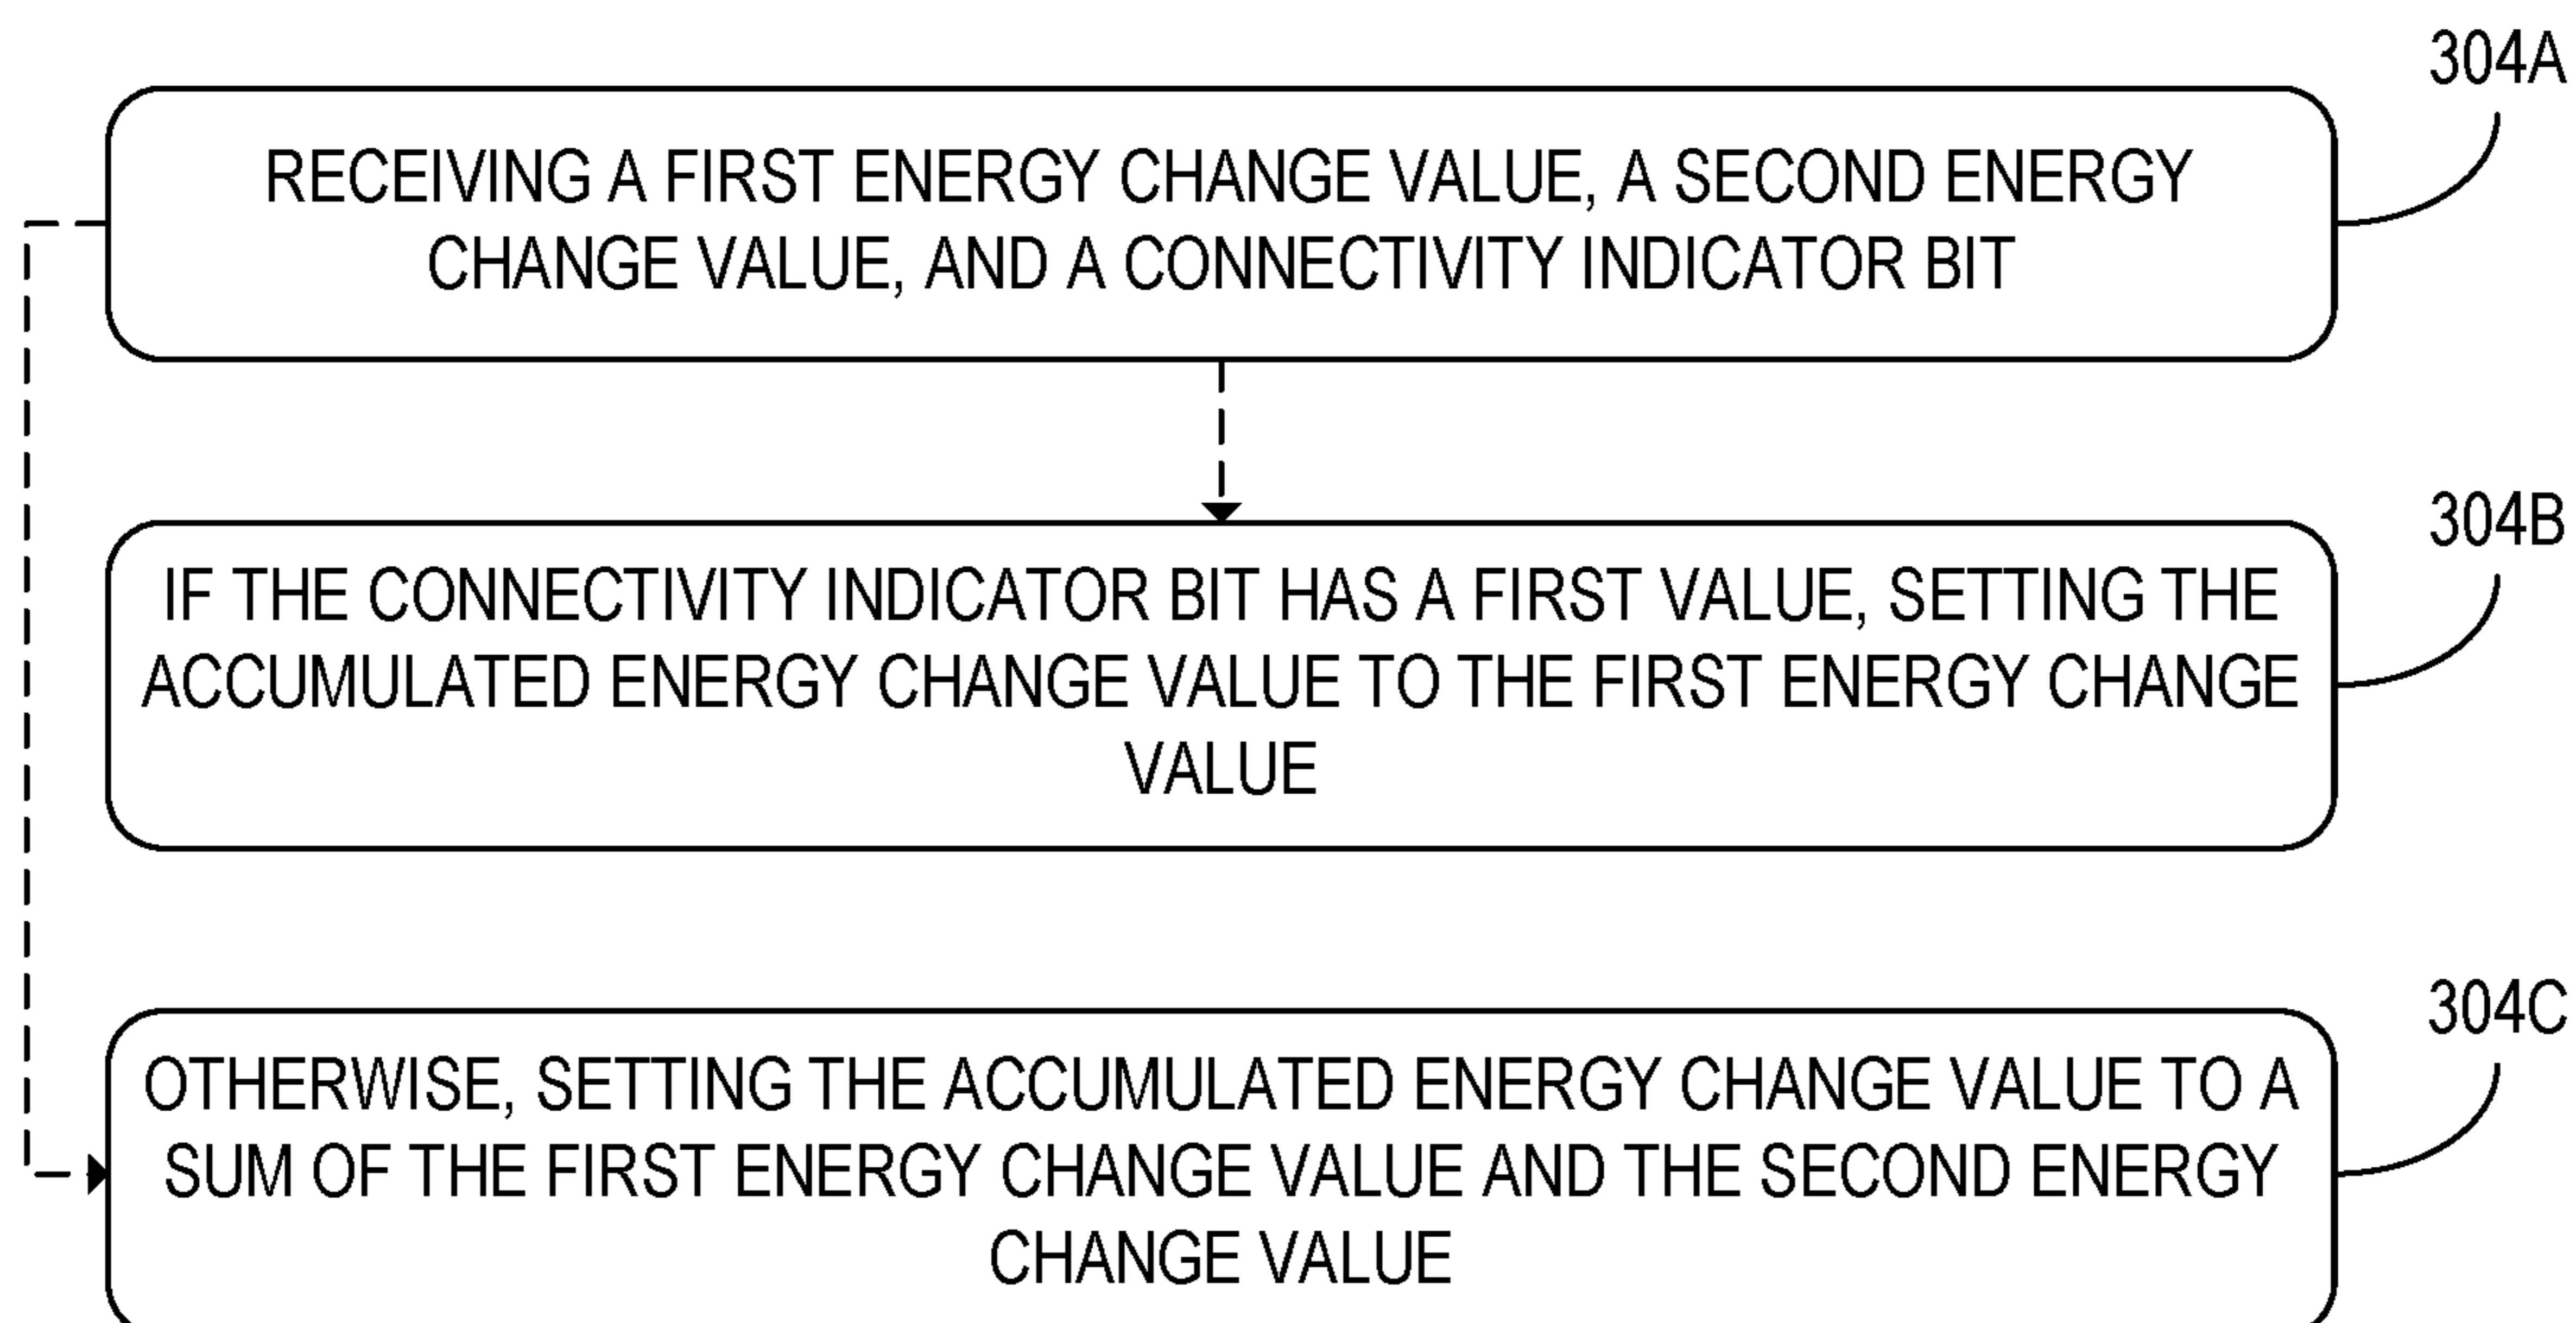 304A
RECEIVING A FIRST ENERGY CHANGE VALUE, A SECOND ENERGY
CHANGE VALUE, AND A CONNECTIVITY INDICATOR BIT
304B
IF THE CONNECTIVITY INDICATOR BIT HAS A FIRST VALUE, SETTING THE
ACCUMULATED ENERGY CHANGE VALUE TO THE FIRST ENERGY CHANGE
VALUE
304C
OTHERWISE, SETTING THE ACCUMULATED ENERGY CHANGE VALUE TO A
SUM OF THE FIRST ENERGY CHANGE VALUE AND THE SECOND ENERGY
CHANGE VALUE